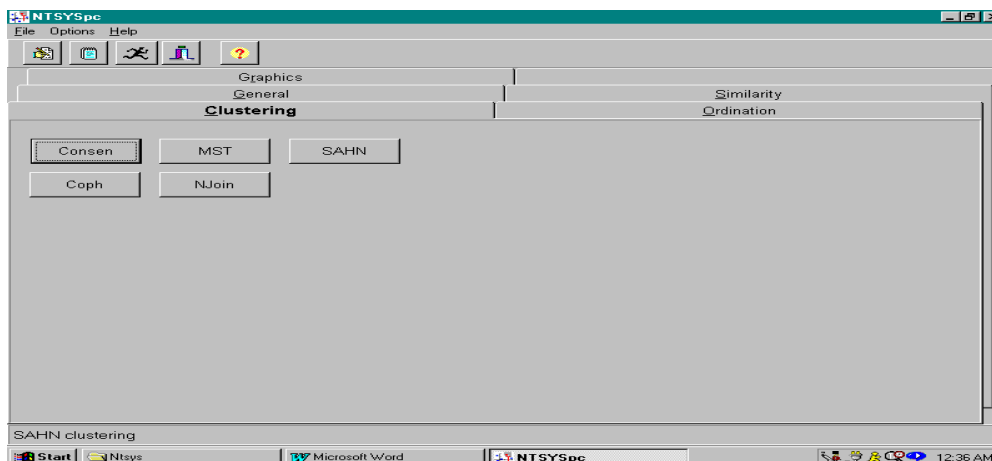 NTSYSpc
File Options Help
?
Graphics
General Similarity
Clustering Ordination
Consen MST SAHN
Coph NJoin
SAHN clustering
Start Ntsys Microsoft Word NTSYSpc 12:36 AM